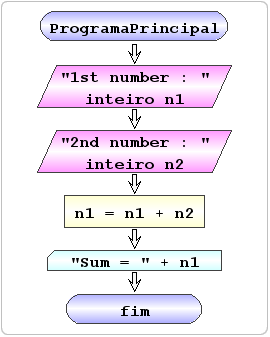 ProgramaPrincipal
"1st number : "
inteiro n1
"2nd number : "
inteiro n2
n1 = n1 + n2
"Sum = " + n1
fim